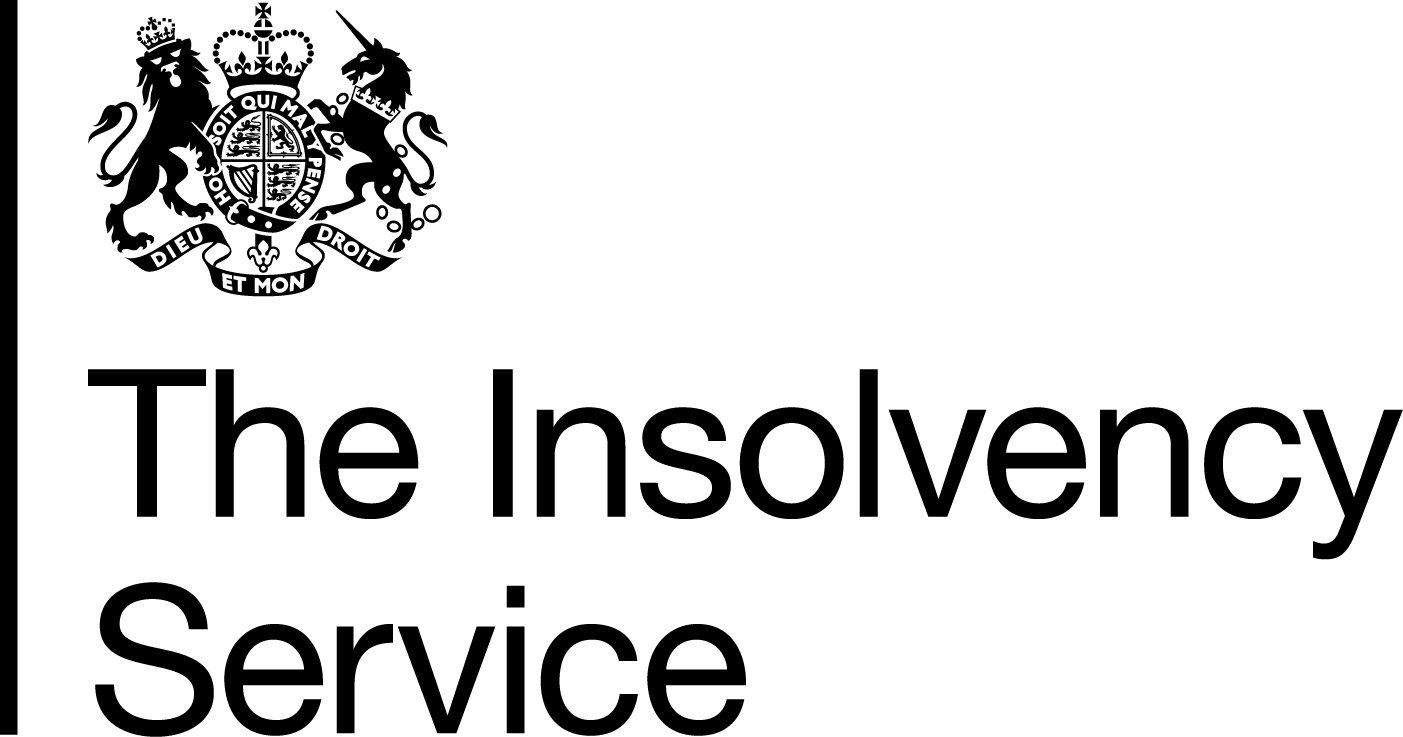 HONI SOIT QUI MAL Y PENSE
DIEU ET MON DROIT
The Insolvency
Service